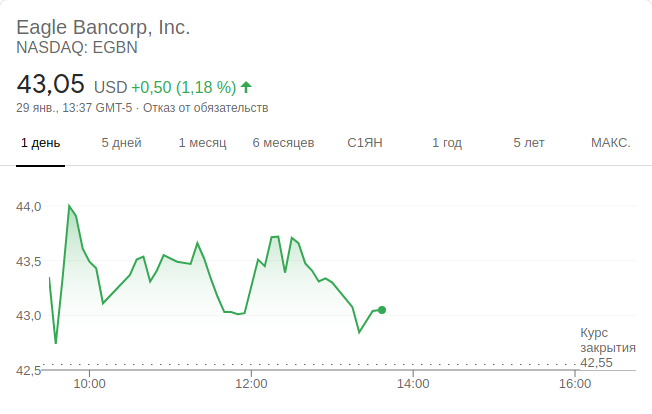 Eagle Bancorp, Inc.
NASDAQ: EGBN
43,05 USD +0,50 (1,18 %)
29 янв., 13:37 GMT-5 · Отказ от обязательств
1 день 5 дней 1 месяц 6 месяцев С1ЯН 1 год 5 лет МАКС.
44,0
43,5
43,0
Курс
закрытия
42,55
42,5
10:00 12:00 14:00 16:00